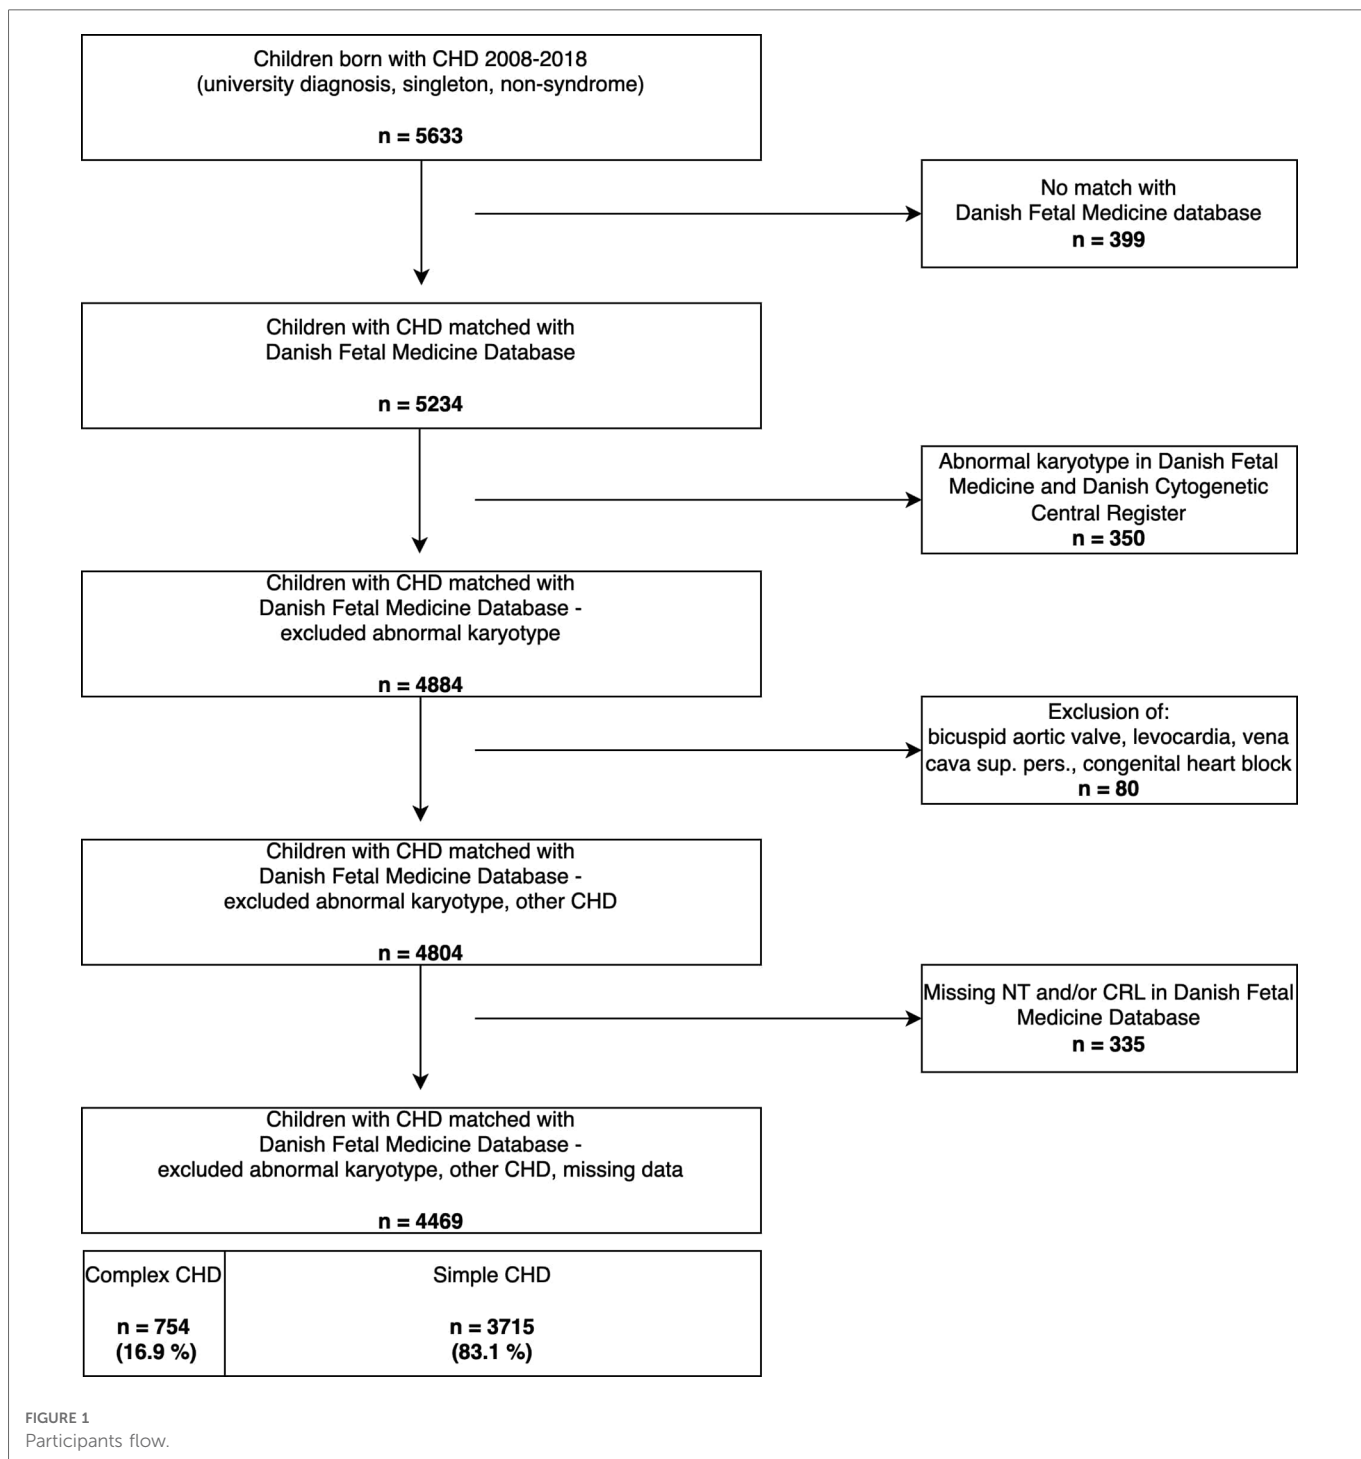 Children born with CHD 2008-2018
(university diagnosis, singleton, non-syndrome)
n = 5633
No match with
Danish Fetal Medicine database
n = 399
Children with CHD matched with
Danish Fetal Medicine Database
n = 5234
Abnormal karyotype in Danish Fetal
Medicine and Danish Cytogenetic
Central Register
n = 350
Children with CHD matched with
Danish Fetal Medicine Database -
excluded abnormal karyotype
n = 4884
Exclusion of:
bicuspid aortic valve, levocardia, vena
cava sup. pers., congenital heart block
n = 80
Children with CHD matched with
Danish Fetal Medicine Database -
excluded abnormal karyotype, other CHD
n = 4804
Missing NT and/or CRL in Danish Fetal
Medicine Database
n = 335
Children with CHD matched with
Danish Fetal Medicine Database -
excluded abnormal karyotype, other CHD, missing data
n = 4469
Complex CHD
n = 754
(16.9 %)
Simple CHD
n = 3715
(83.1 %)
FIGURE 1
Participants flow.